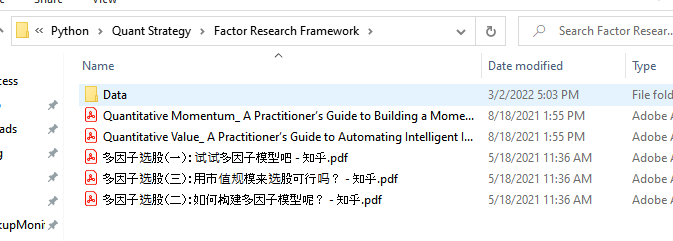 « Python > Quant Strategy > Factor Research Framework >
Search Factor Resear...
Name Date modified Type
Data 3/2/2022 5:03 PM File fold
Quantitative Momentum_ A Practitioner's Guide to Building a Mome... 8/18/2021 1:55 PM Adobe A
Quantitative Value_ A Practitioner's Guide to Automating Intelligent I... 8/18/2021 1:55 PM Adobe A
多因子选股(一):试试多因子模型吧 - 知乎.pdf 5/18/2021 11:36 AM Adobe A
多因子选股(三):用市值规模来选股可行吗? - 知乎.pdf 5/18/2021 11:36 AM Adobe A
多因子选股(二):如何构建多因子模型呢? - 知乎.pdf 5/18/2021 11:36 AM Adobe A
cess
ads
g
kupMonit